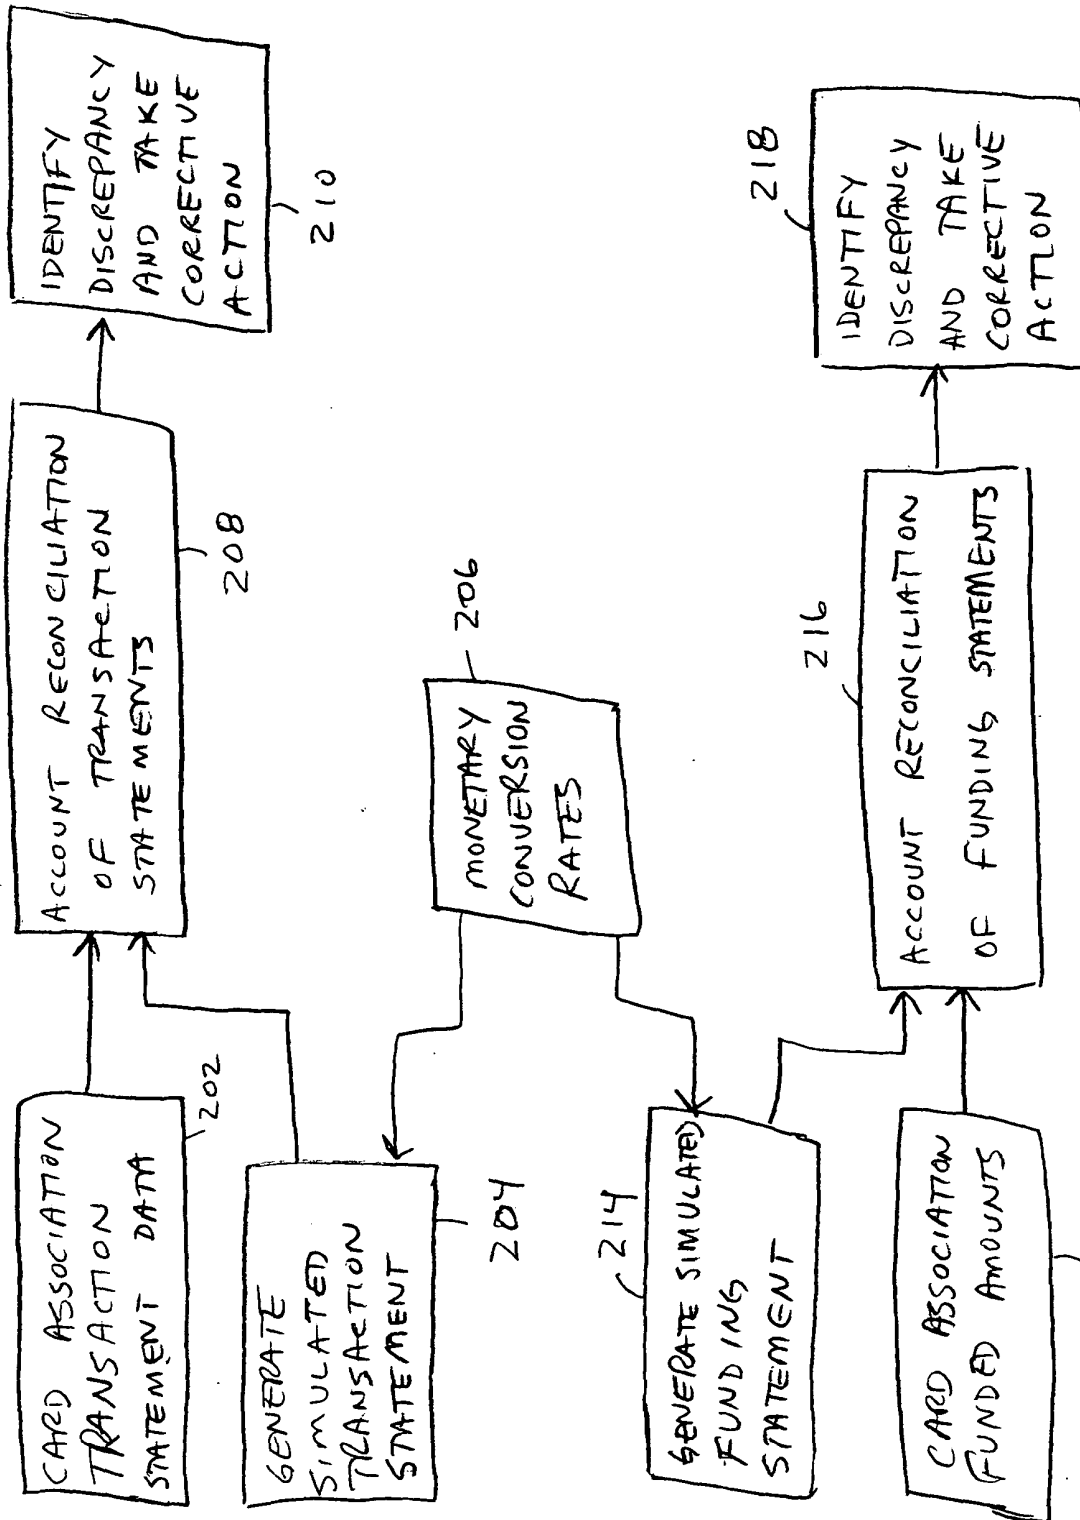 CARD ASSOCIATION
TRANSACTION
STATEMENT DATA
202
ACCOUNT RECONCILIATION
OF TRANSACTION
STATEMENTS
208
IDENTIFY
DISCREPANCY
AND TAKE
CORRECTIVE
ACTION
210
GENERATE
SIMULATED
TRANSACTION
STATEMENT
204
MONETARY
CONVERSION
RATES
206
GENERATE SIMULATED
FUNDING
STATEMENT
214
ACCOUNT RECONCILIATION
OF FUNDING STATEMENTS
216
IDENTIFY
DISCREPANCY
AND TAKE
CORRECTIVE
ACTION
218
CARD ASSOCIATION
FUNDED AMOUNTS